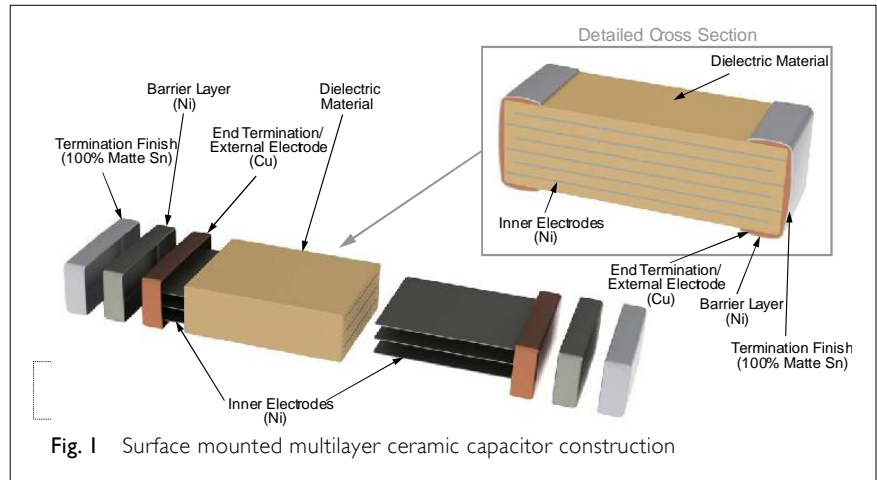 Detailed Cross Section
Dielectric Material
Barrier Layer
(Ni)
Dielectric
Material
Termination Finish
(100% Matte Sn)
End Termination/
External Electrode
(Cu)
Inner Electrodes
(Ni)
End Termination/
External Electrode
(Cu)
Barrier Layer
(Ni)
Termination Finish
(100% Matte Sn)
Inner Electrodes
(Ni)
Fig. 1 Surface mounted multilayer ceramic capacitor construction